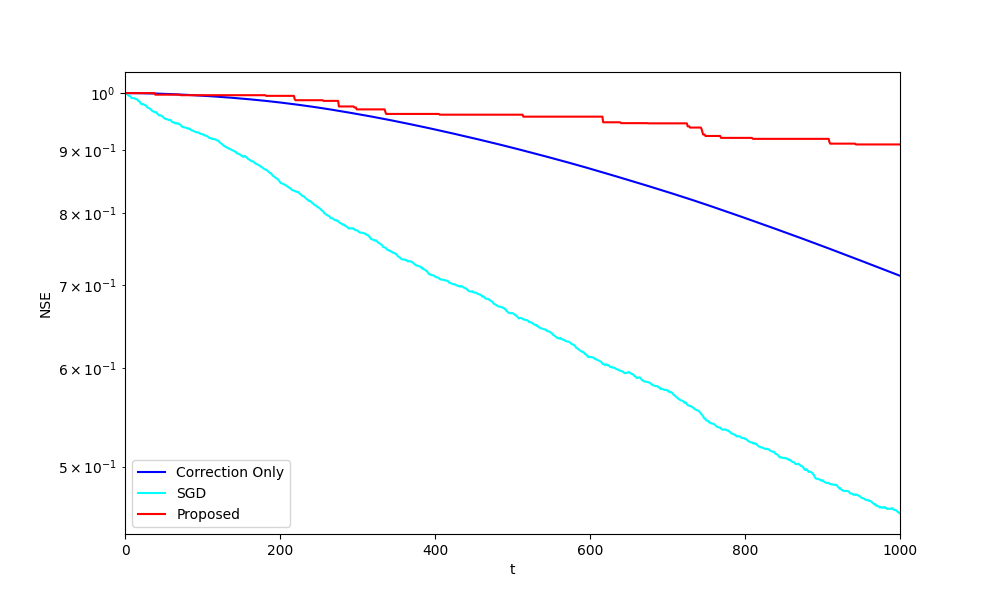 10⁰
9 × 10⁻¹
8 × 10⁻¹
7 × 10⁻¹
6 × 10⁻¹
5 × 10⁻¹
NSE
Correction Only
SGD
Proposed
0 200 400 600 800 1000
t